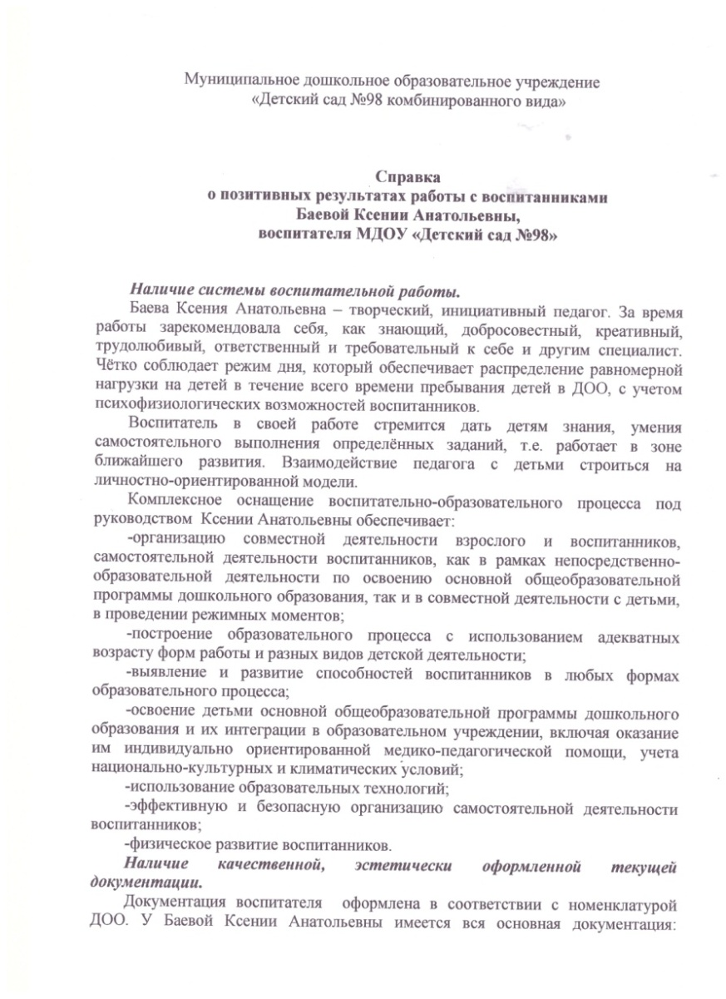 Муниципальное дошкольное образовательное учреждение
«Детский сад №98 комбинированного вида»
Справка
о позитивных результатах работы с воспитанниками
Баевой Ксении Анатольевны,
воспитателя МДОУ «Детский сад №98»
Наличие системы воспитательной работы.
Баева Ксения Анатольевна – творческий, инициативный педагог. За время
работы зарекомендовала себя, как знающий, добросовестный, креативный,
трудолюбивый, ответственный и требовательный к себе и другим специалист.
Чётко соблюдает режим дня, который обеспечивает распределение равномерной
нагрузки на детей в течение всего времени пребывания детей в ДОО, с учетом
психофизиологических возможностей воспитанников.
Воспитатель в своей работе стремится дать детям знания, умения
самостоятельного выполнения определённых заданий, т.е. работает в зоне
ближайшего развития. Взаимодействие педагога с детьми строиться на
личностно-ориентированной модели.
Комплексное оснащение воспитательно-образовательного процесса под
руководством Ксении Анатольевны обеспечивает:
-организацию совместной деятельности взрослого и воспитанников,
самостоятельной деятельности воспитанников, как в рамках непосредственно-
образовательной деятельности по освоению основной общеобразовательной
программы дошкольного образования, так и в совместной деятельности с детьми,
в проведении режимных моментов;
-построение образовательного процесса с использованием адекватных
возрасту форм работы и разных видов детской деятельности;
-выявление и развитие способностей воспитанников в любых формах
образовательного процесса;
-освоение детьми основной общеобразовательной программы дошкольного
образования и их интеграции в образовательном учреждении, включая оказание
им индивидуально ориентированной медико-педагогической помощи, учета
национально-культурных и климатических условий;
-использование образовательных технологий;
-эффективную и безопасную организацию самостоятельной деятельности
воспитанников;
-физическое развитие воспитанников.
Наличие качественной, эстетически оформленной текущей
документации.
Документация воспитателя оформлена в соответствии с номенклатурой
ДОО. У Баевой Ксении Анатольевны имеется вся основная документация: